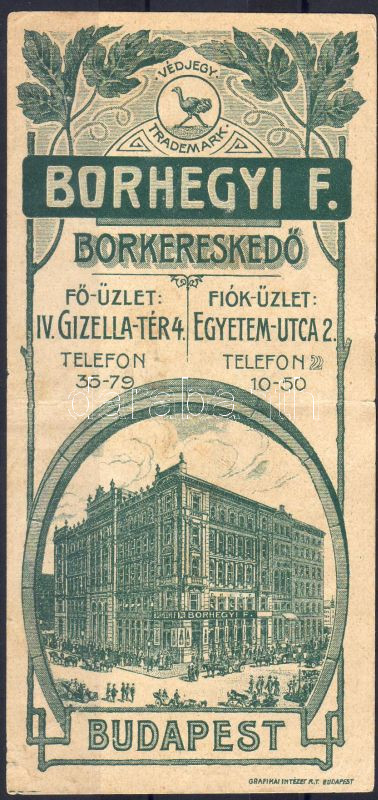 VÉDJEGY
TRADEMARK
BORHEGYI F.
BORKERESKEDŐ
FŐ-ÜZLET:
IV. GIZELLA-TÉR 4.
TELEFON
35-79
FIÓK-ÜZLET:
EGYETEM-UTCA 2.
TELEFON
10-50
BORHEGYI F.
BUDAPEST
GRAFIKAI INTÉZET R.T. BUDAPEST